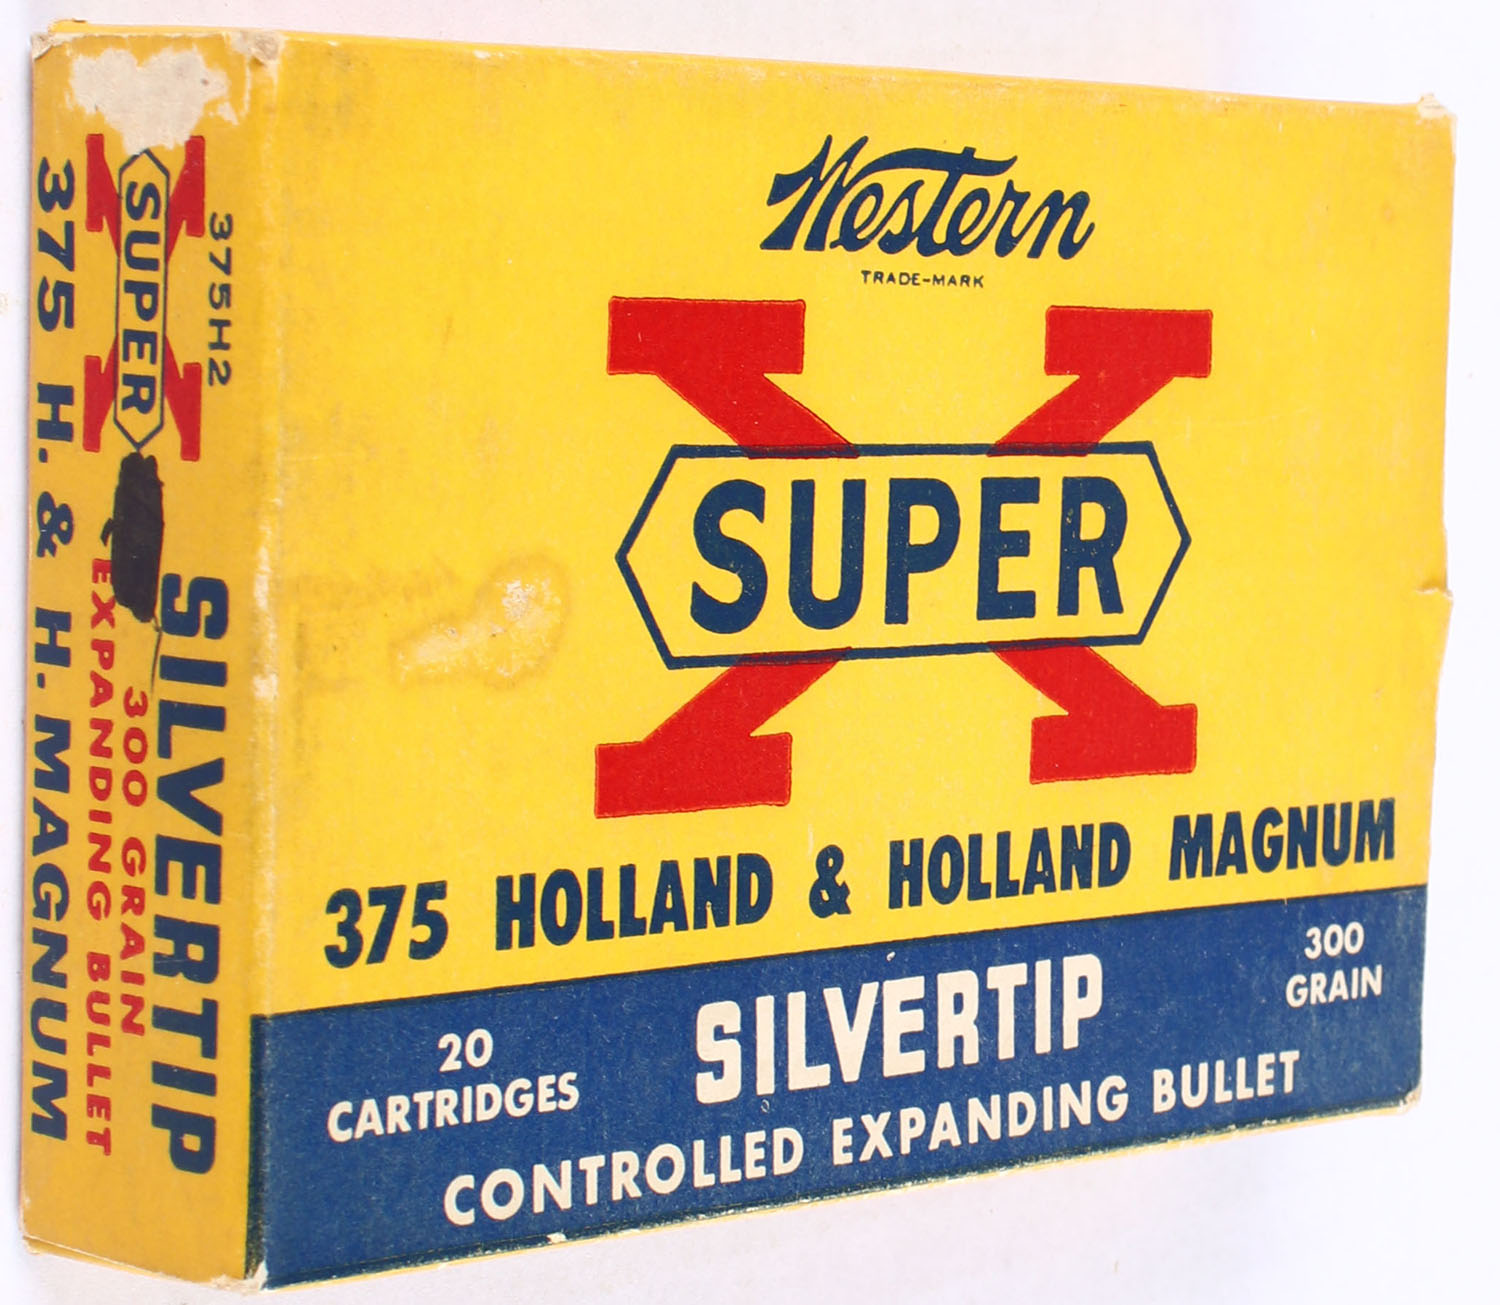 Western
TRADE-MARK
SUPER
X
375 HOLLAND & HOLLAND MAGNUM
20
CARTRIDGES
SILVERTIP
300
GRAIN
CONTROLLED EXPANDING BULLET
375H2
SUPER
X
SILVERTIP
300 GRAIN
EXPANDING BULLET
375 H. & H. MAGNUM